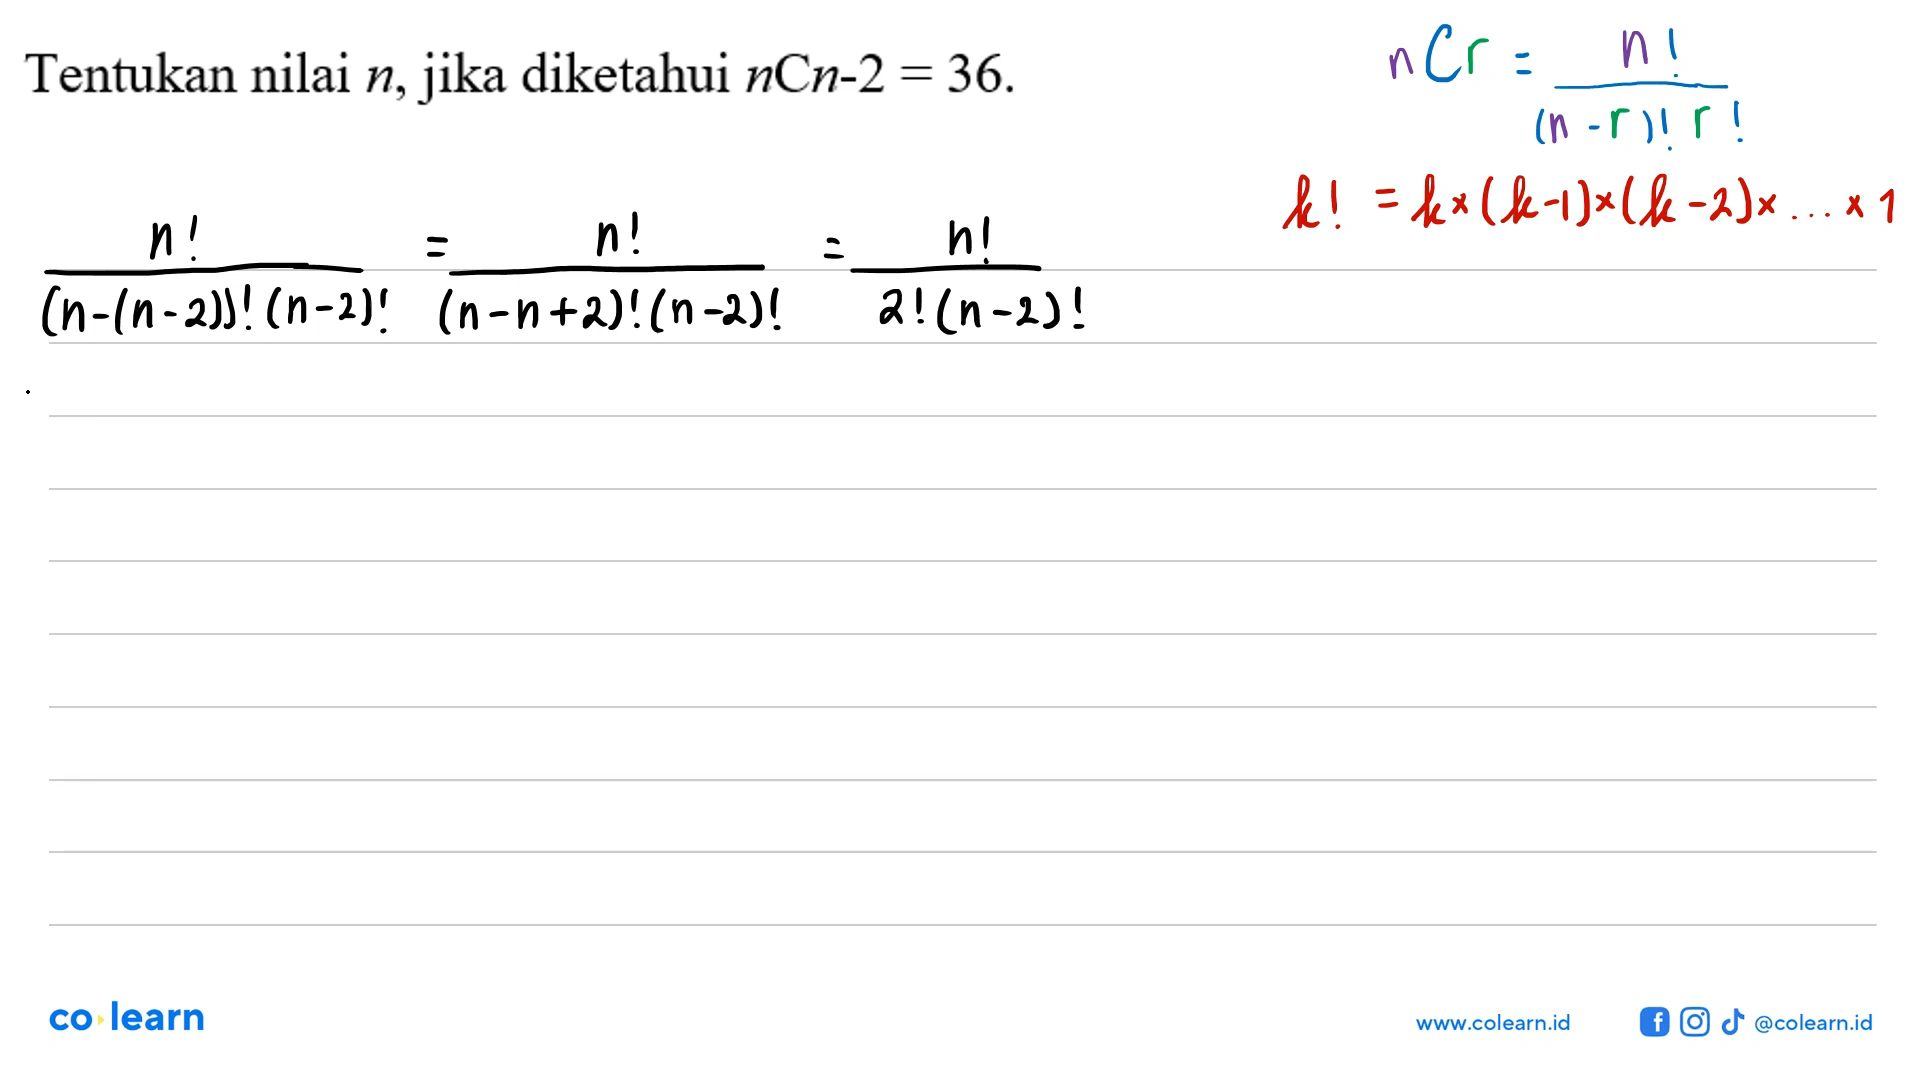 Tentukan nilai n, jika diketahui nCn-2 = 36.
nCr = n! / (n-r)! r!
k! = k×(k-1)×(k-2)×...×1
n! / (n-(n-2))!(n-2)! = n! / (n-n+2)!(n-2)! = n! / 2!(n-2)!
co learn
www.colearn.id
@colearn.id